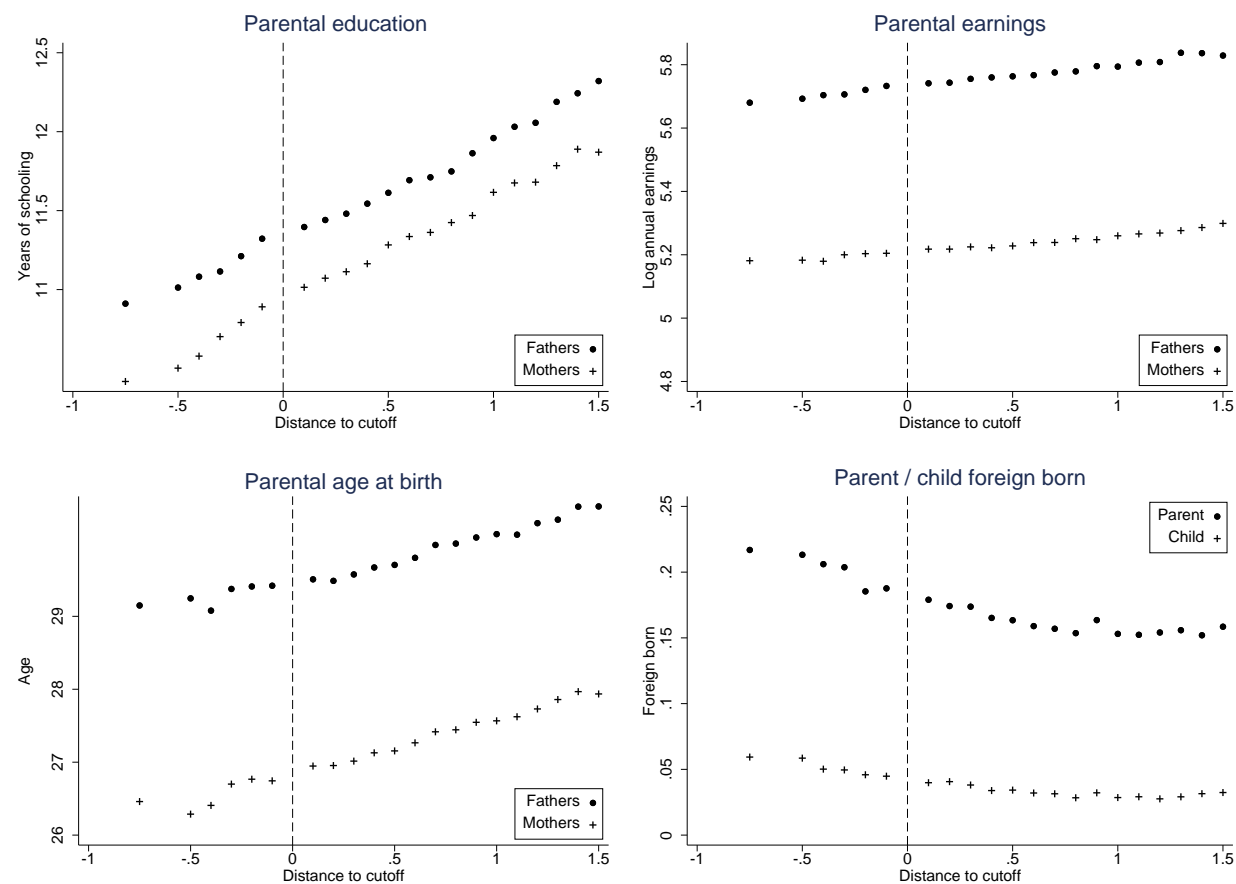 Parental education
Years of schooling
12.5
12
11.5
11
Fathers
Mothers
-1
-.5
0
.5
1
1.5
Distance to cutoff
Parental earnings
Log annual earnings
5.8
5.6
5.4
5.2
5
4.8
Fathers
Mothers
-1
-.5
0
.5
1
1.5
Distance to cutoff
Parental age at birth
Age
29
28
27
26
Fathers
Mothers
-1
-.5
0
.5
1
1.5
Distance to cutoff
Parent / child foreign born
Foreign born
.25
.2
.15
.1
.05
0
Parent
Child
-1
-.5
0
.5
1
1.5
Distance to cutoff